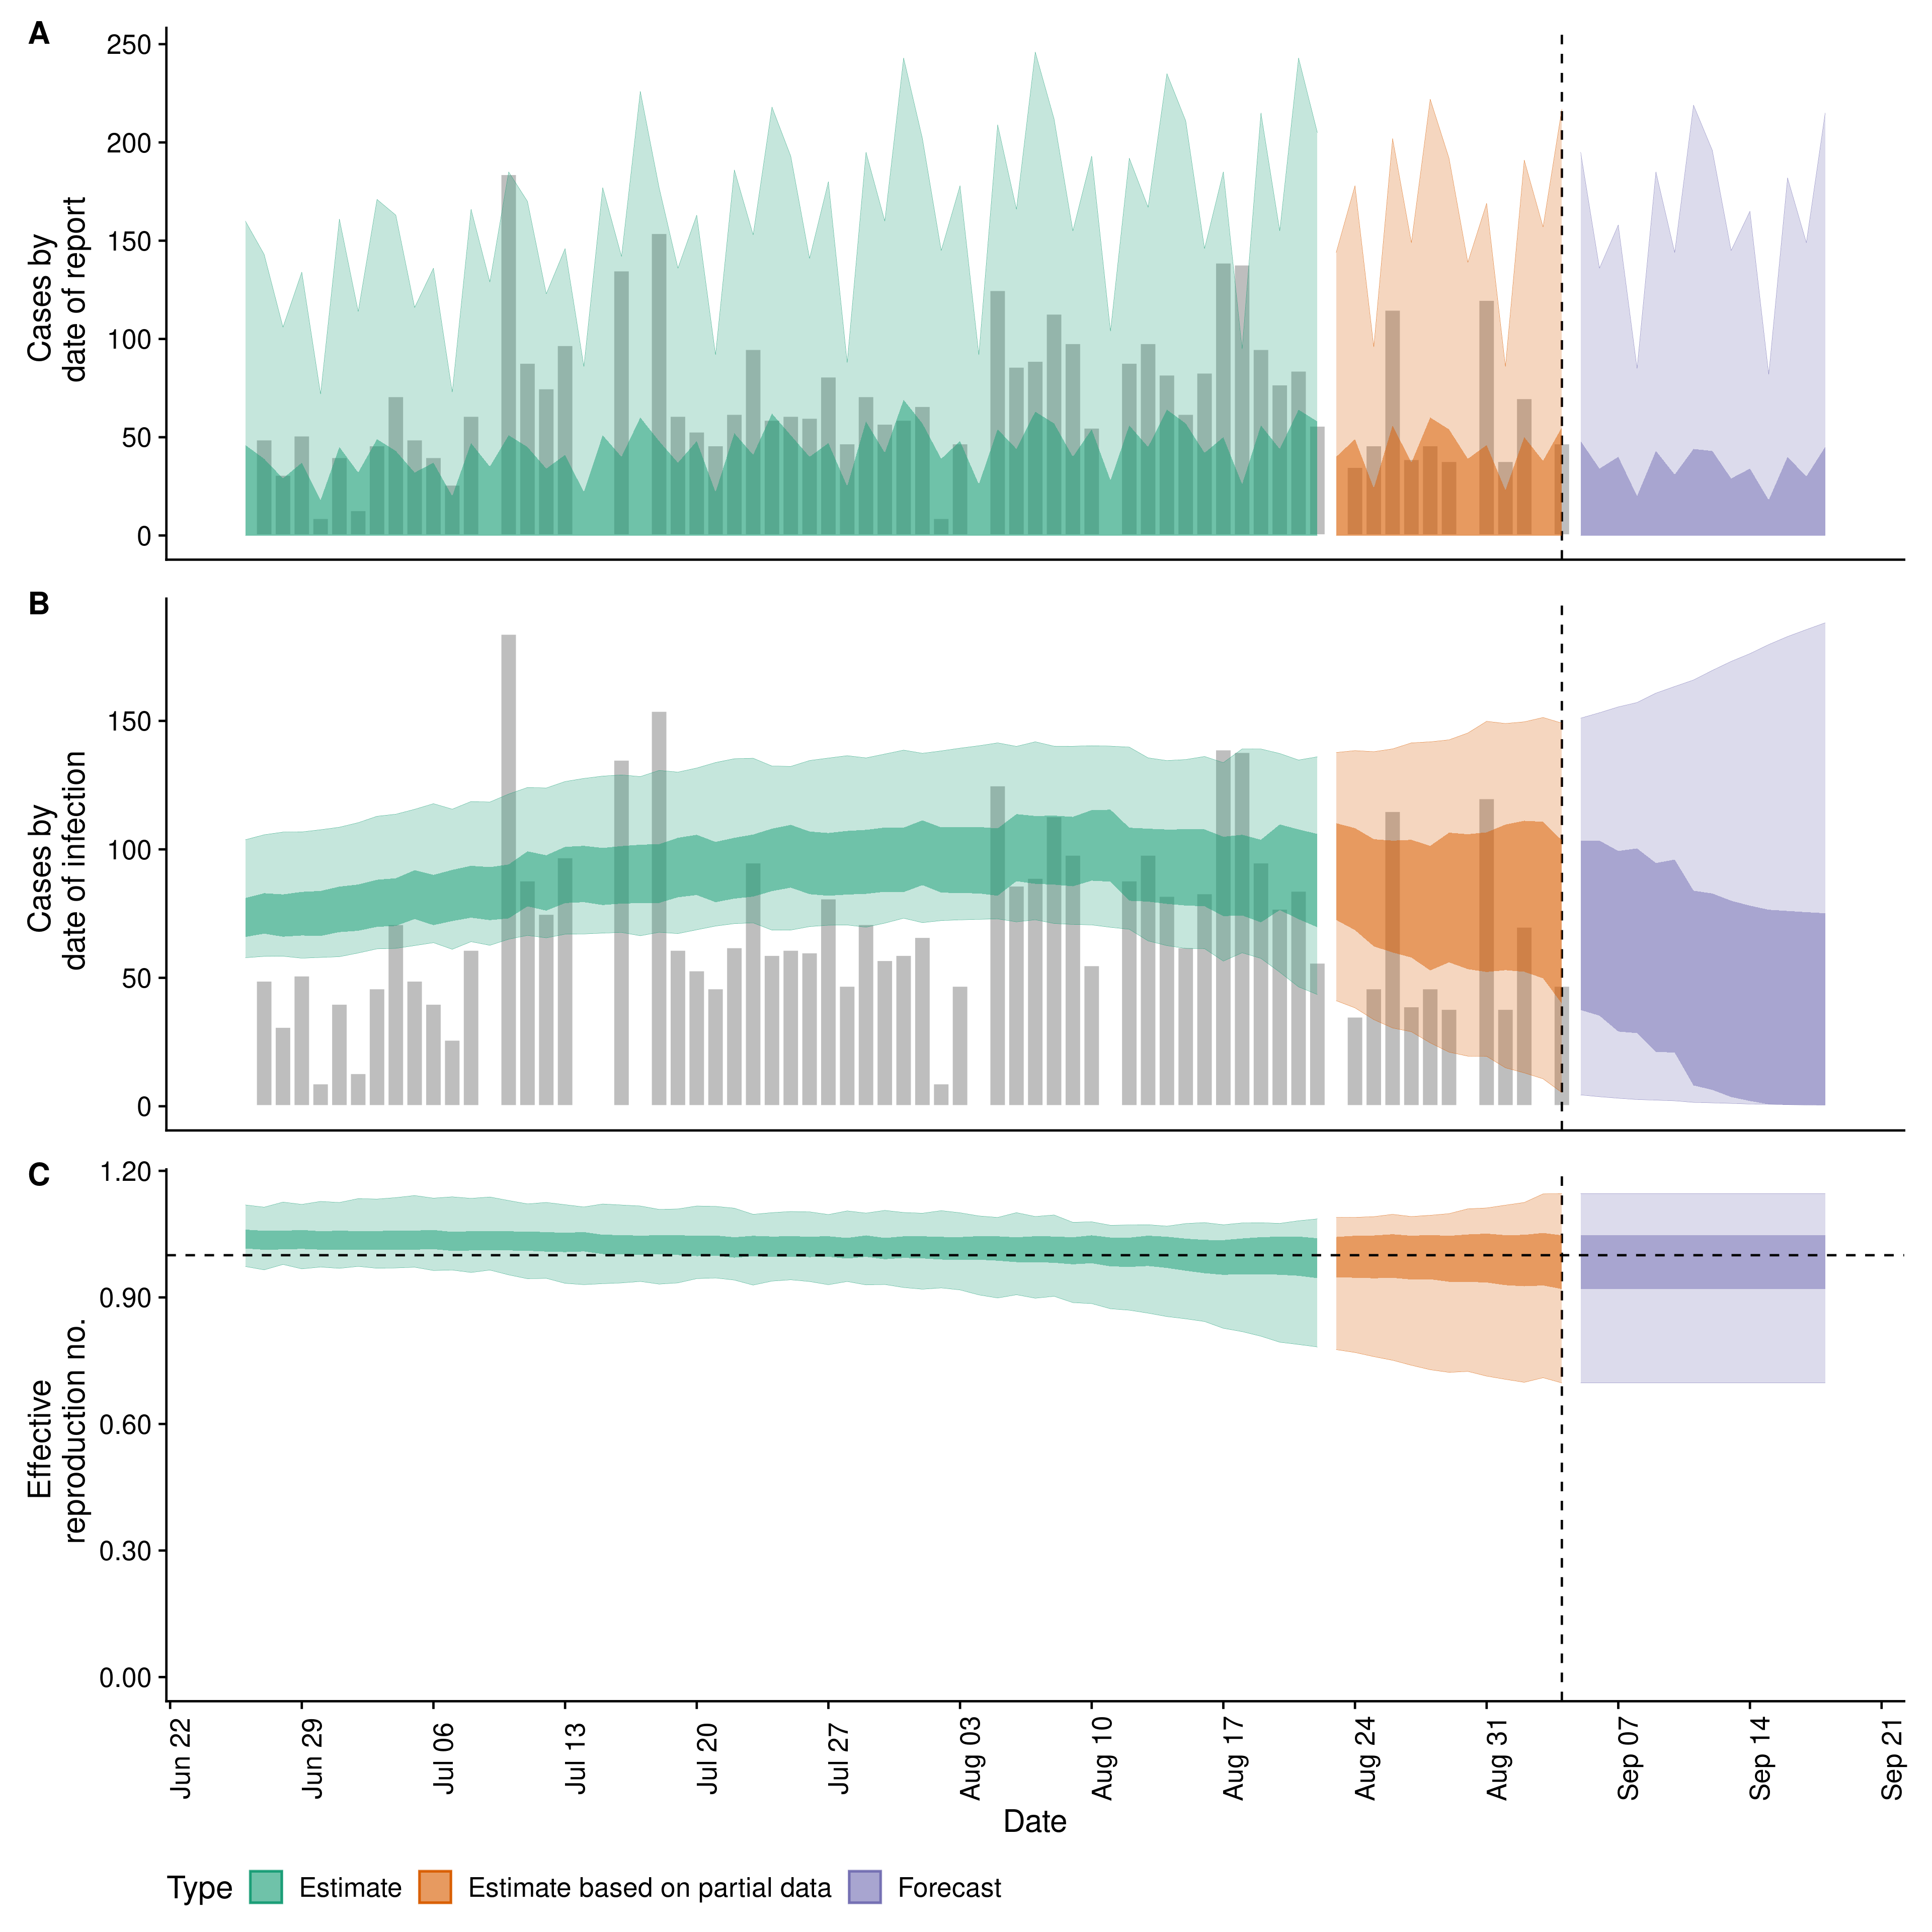 A
250
200
150
100
50
0
Cases by
date of report
B
150
100
50
0
Cases by
date of infection
C
1.20
0.90
0.60
0.30
0.00
Effective
reproduction no.
Jun 22
Jun 29
Jul 06
Jul 13
Jul 20
Jul 27
Aug 03
Aug 10
Aug 17
Aug 24
Aug 31
Sep 07
Sep 14
Sep 21
Date
Type Estimate Estimate based on partial data Forecast